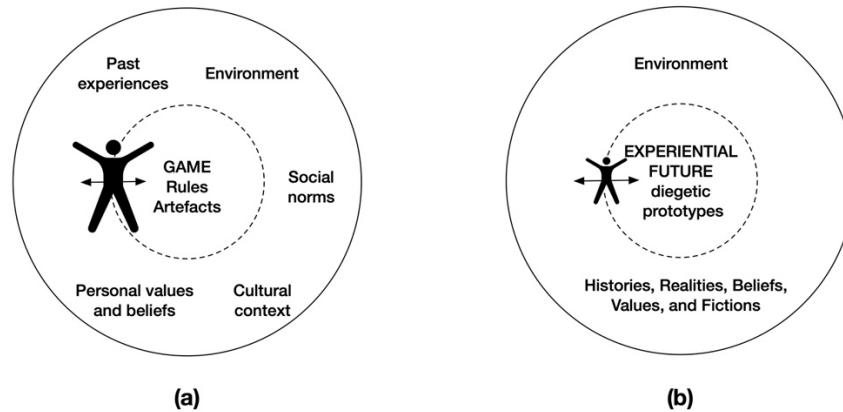 Past
experiences
Environment
GAME
Rules
Artefacts
Social
norms
Personal values
and beliefs
Cultural
context
(a)
Environment
EXPERIENTIAL
FUTURE
diegetic
prototypes
Histories, Realities, Beliefs,
Values, and Fictions
(b)